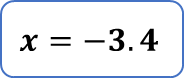 x = −3.4